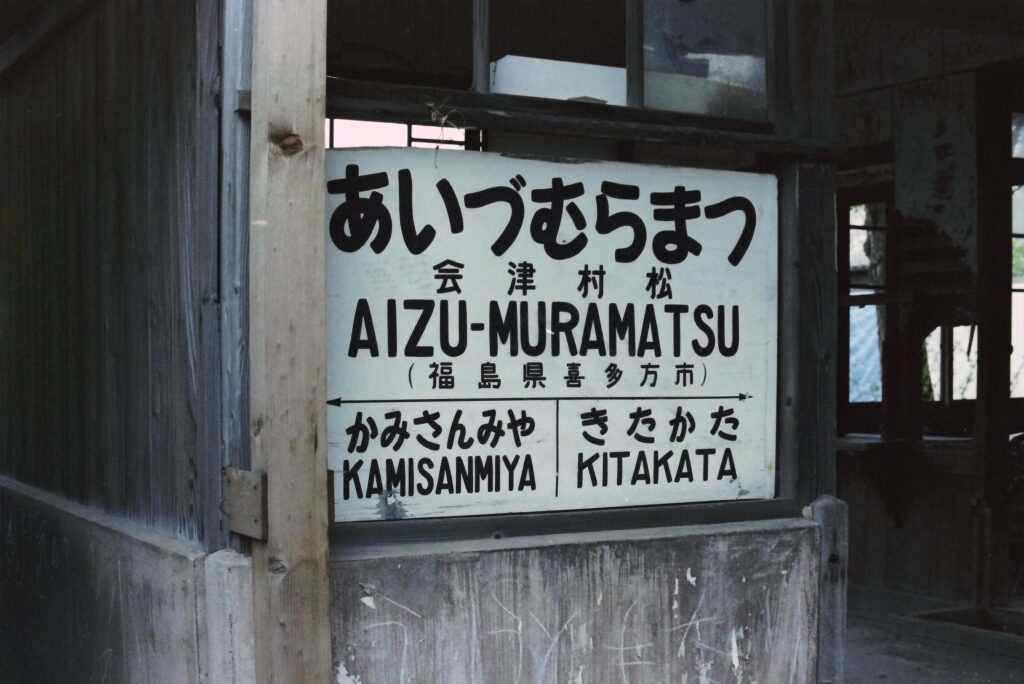 あいづむらまつ
会津村松
AIZU-MURAMATSU
(福島県喜多方市)
かみさんみや きたかた
KAMISANMIYA KITAKATA